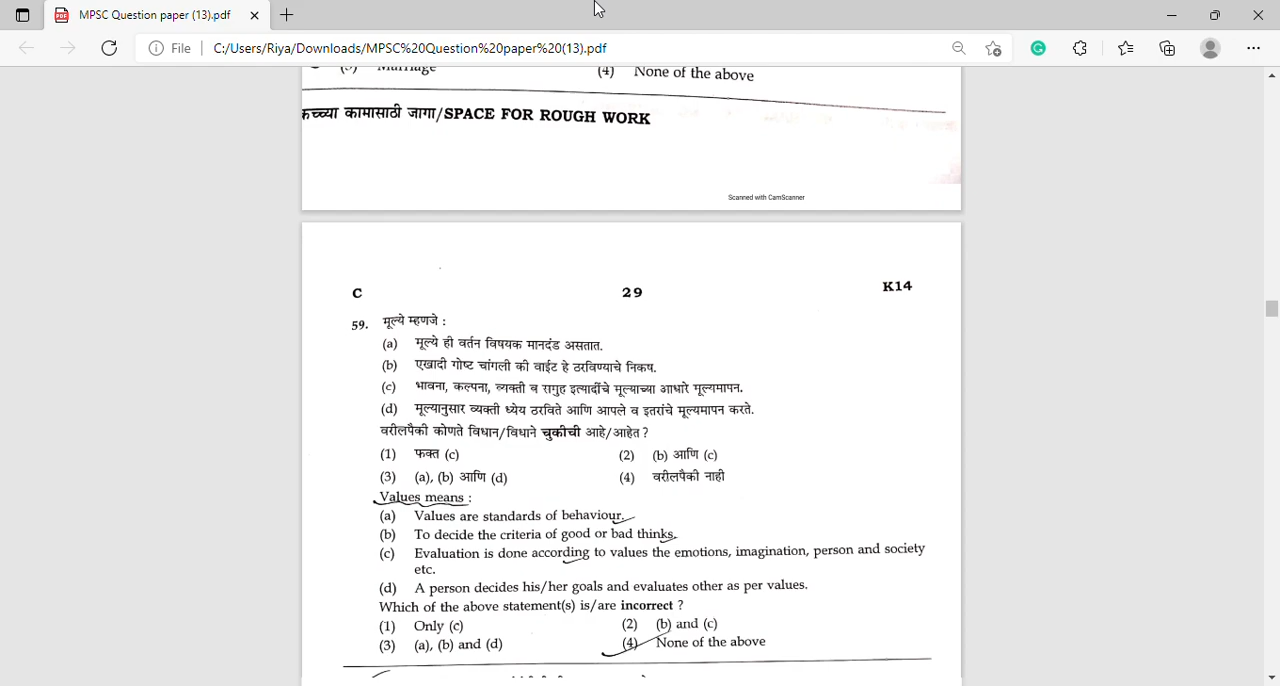 MPSC Question paper (13).pdf
File C:/Users/Riya/Downloads/MPSC%20Question%20paper%20(13).pdf
(3) Marriage (4) None of the above
कच्च्या कामासाठी जागा/SPACE FOR ROUGH WORK
Scanned with CamScanner
C 29 K14
59. मूल्ये म्हणजे :
(a) मूल्ये ही वर्तन विषयक मानदंड असतात.
(b) एखादी गोष्ट चांगली की वाईट हे ठरविण्याचे निकष.
(c) भावना, कल्पना, व्यक्ती व समुह इत्यादींचे मूल्याच्या आधारे मूल्यमापन.
(d) मूल्यानुसार व्यक्ती ध्येय ठरविते आणि आपले व इतरांचे मूल्यमापन करते.
वरीलपैकी कोणते विधान/विधाने चुकीची आहे/आहेत ?
(1) फक्त (c) (2) (b) आणि (c)
(3) (a), (b) आणि (d) (4) वरीलपैकी नाही
Values means :
(a) Values are standards of behaviour.
(b) To decide the criteria of good or bad thinks.
(c) Evaluation is done according to values the emotions, imagination, person and society
etc.
(d) A person decides his/her goals and evaluates other as per values.
Which of the above statement(s) is/are incorrect ?
(1) Only (c) (2) (b) and (c)
(3) (a), (b) and (d) (4) None of the above